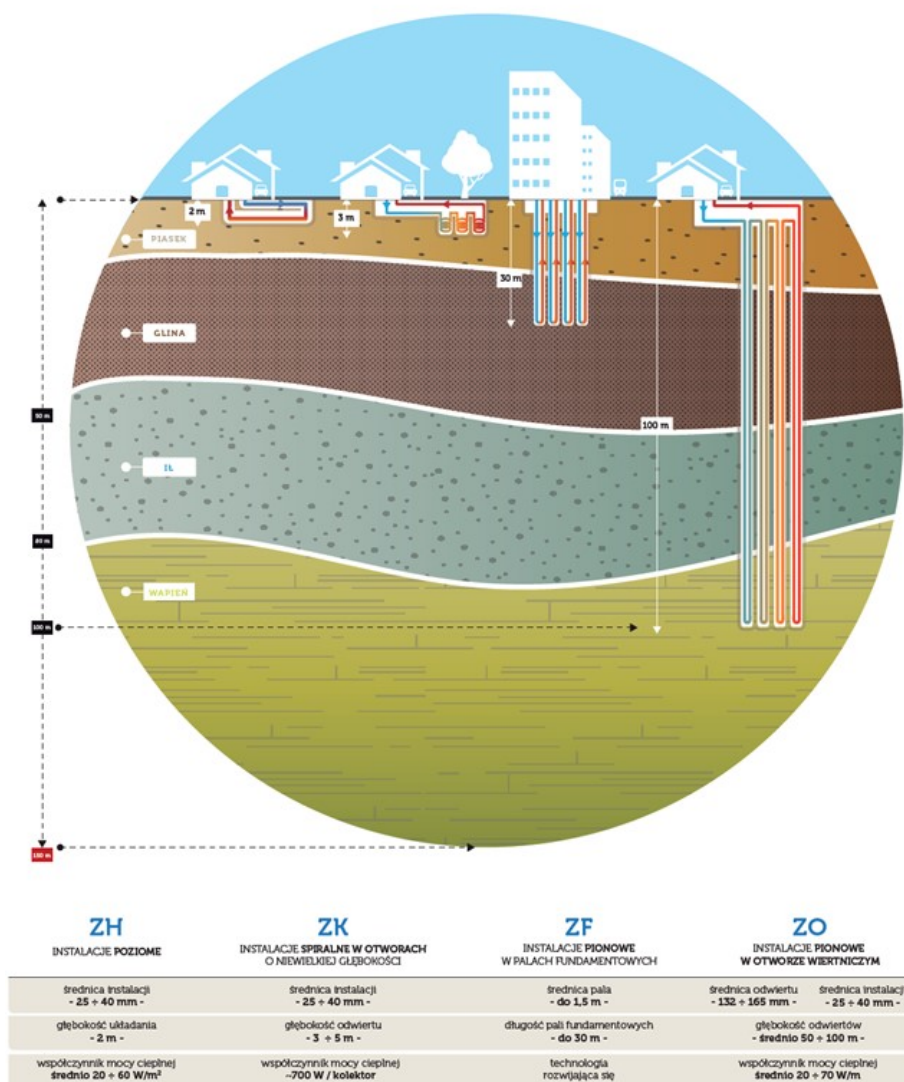 2 m
3 m
PIASEK
30 m
GLINA
50 m
100 m
IŁ
80 m
WAPIEŃ
100 m
150 m
ZH
INSTALACJE POZIOME
średnica instalacji
- 25 ÷ 40 mm -
głębokość układania
- 2 m -
współczynnik mocy cieplnej
średnio 20 ÷ 60 W/m²
ZK
INSTALACJE SPIRALNE W OTWORACH
O NIEWIELKIEJ GŁĘBOKOŚCI
średnica instalacji
- 25 ÷ 40 mm -
głębokość odwiertu
- 3 ÷ 5 m -
współczynnik mocy cieplnej
~700 W / kolektor
ZF
INSTALACJE PIONOWE
W PALACH FUNDAMENTOWYCH
średnica pala
- do 1,5 m -
długość pali fundamentowych
- do 30 m -
technologia
rozwijająca się
ZO
INSTALACJE PIONOWE
W OTWORZE WIERTNICZYM
średnica odwiertu
- 132 ÷ 165 mm -
średnica instalacji
- 25 ÷ 40 mm -
głębokość odwiertów
- średnio 50 ÷ 100 m -
współczynnik mocy cieplnej
średnio 20 ÷ 70 W/m